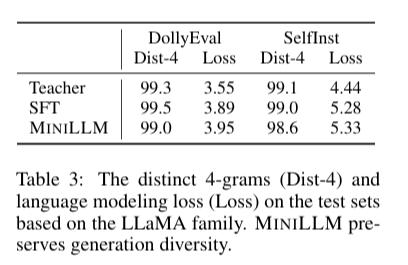 DollyEval SelfInst
Dist-4 Loss Dist-4 Loss
Teacher 99.3 3.55 99.1 4.44
SFT 99.5 3.89 99.0 5.28
MINILLM 99.0 3.95 98.6 5.33
Table 3: The distinct 4-grams (Dist-4) and
language modeling loss (Loss) on the test sets
based on the LLaMA family. MINILLM pre-
serves generation diversity.